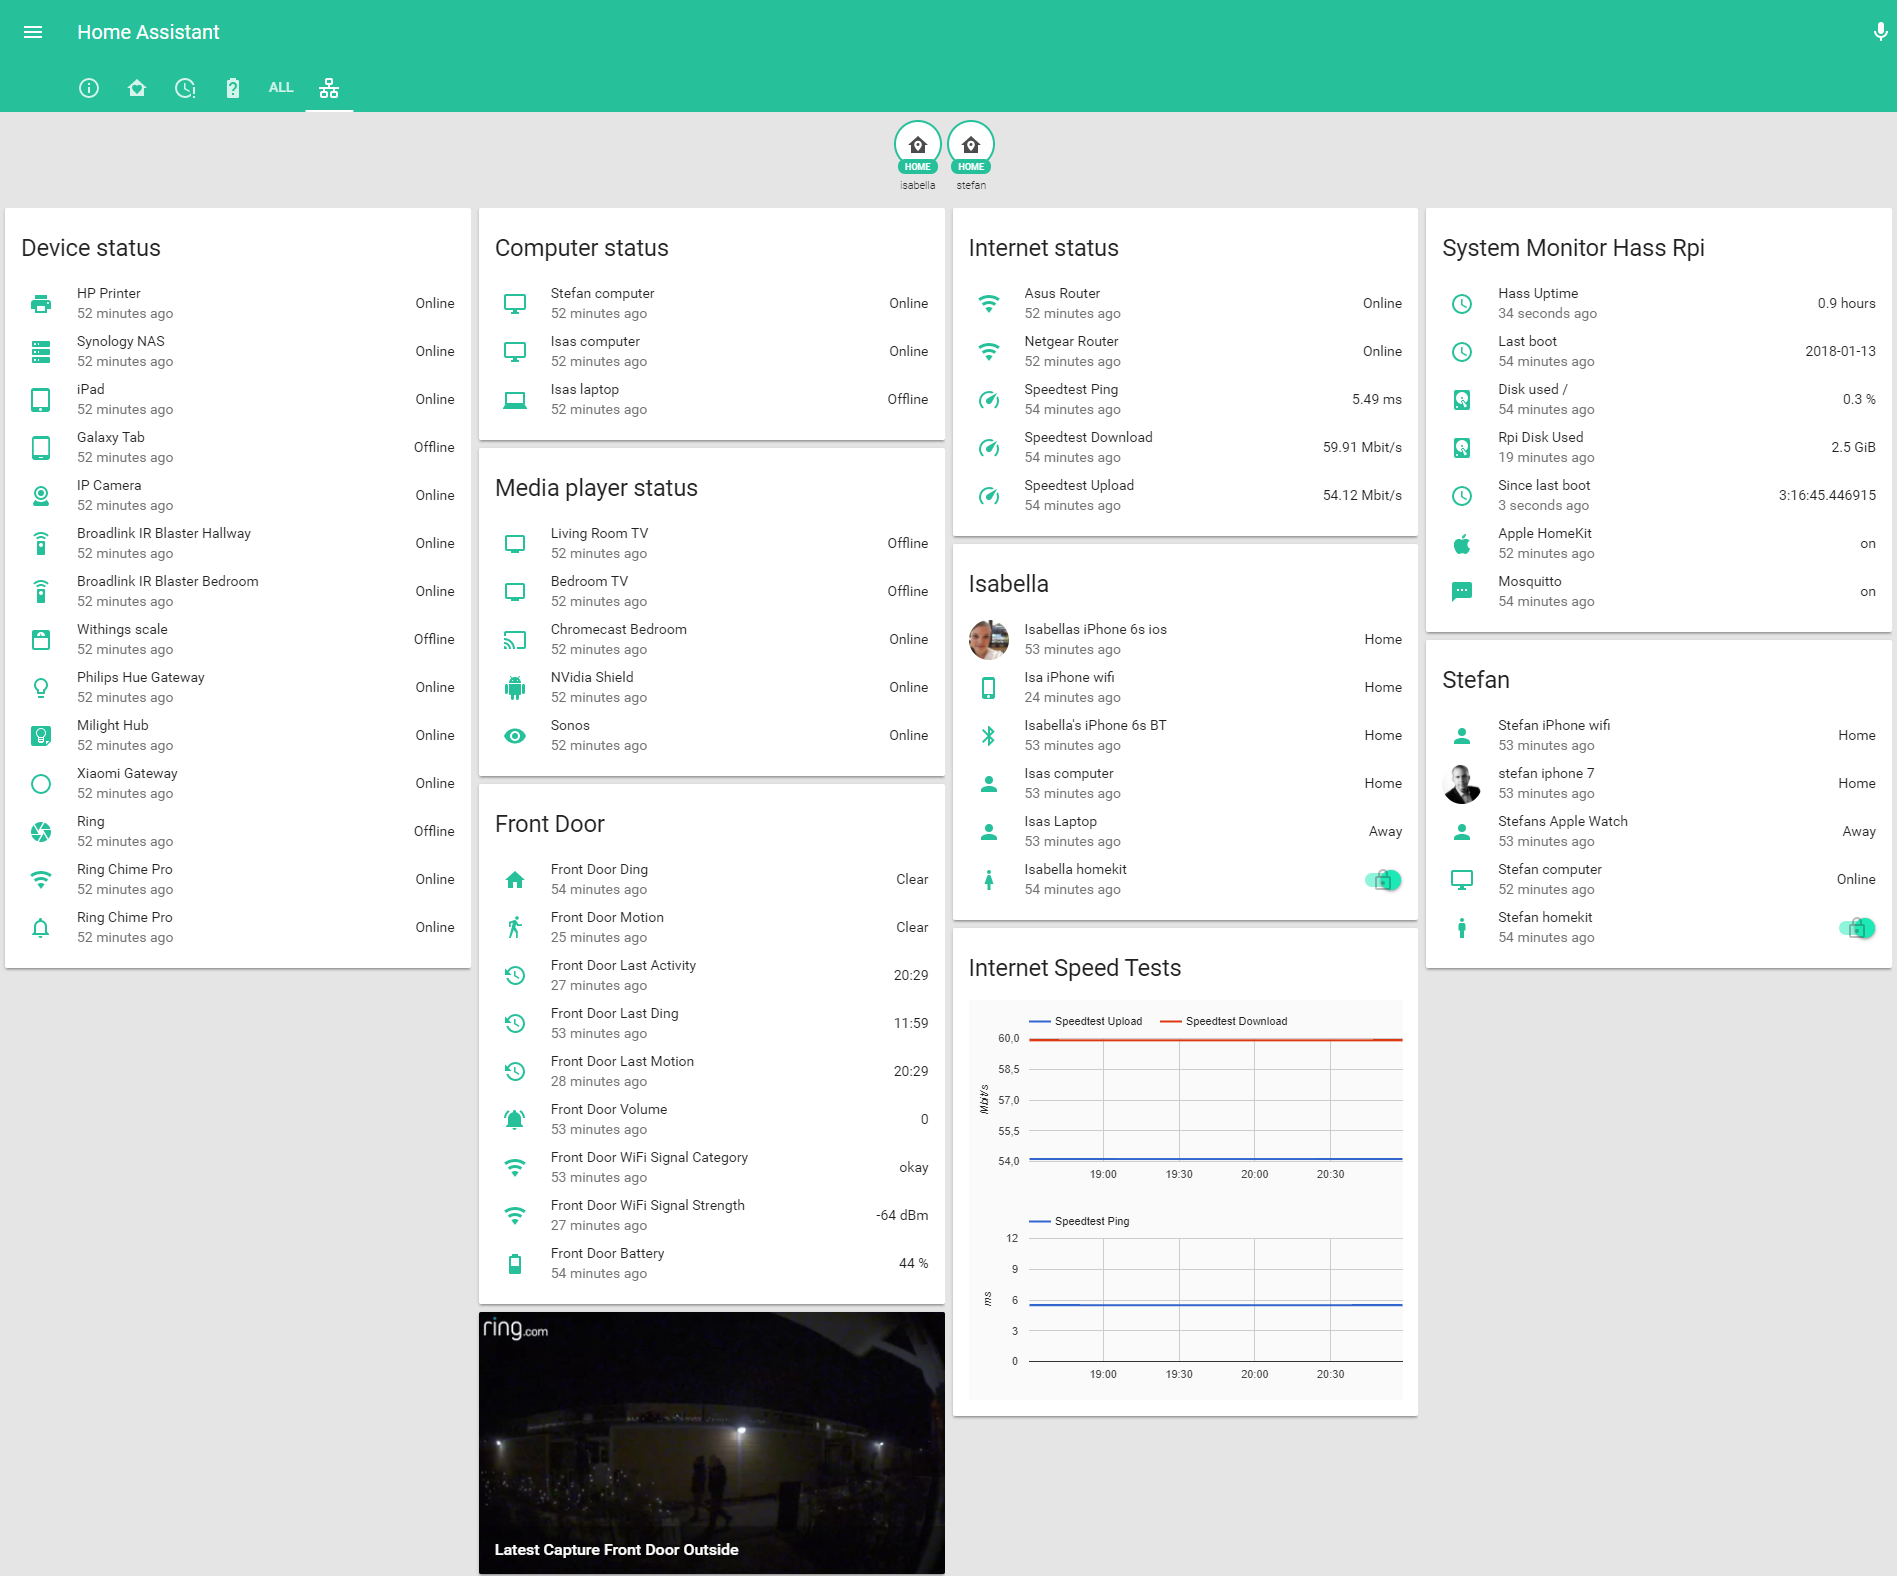 Home Assistant
ALL
HOME
isabella
HOME
stefan
Device status
HP Printer
52 minutes ago
Online
Synology NAS
52 minutes ago
Online
iPad
52 minutes ago
Online
Galaxy Tab
52 minutes ago
Offline
IP Camera
52 minutes ago
Online
Broadlink IR Blaster Hallway
52 minutes ago
Online
Broadlink IR Blaster Bedroom
52 minutes ago
Online
Withings scale
52 minutes ago
Offline
Philips Hue Gateway
52 minutes ago
Online
Milight Hub
52 minutes ago
Online
Xiaomi Gateway
52 minutes ago
Online
Ring
52 minutes ago
Offline
Ring Chime Pro
52 minutes ago
Online
Ring Chime Pro
52 minutes ago
Online
Computer status
Stefan computer
52 minutes ago
Online
Isas computer
52 minutes ago
Online
Isas laptop
52 minutes ago
Offline
Media player status
Living Room TV
52 minutes ago
Offline
Bedroom TV
52 minutes ago
Offline
Chromecast Bedroom
52 minutes ago
Online
NVidia Shield
52 minutes ago
Online
Sonos
52 minutes ago
Online
Front Door
Front Door Ding
54 minutes ago
Clear
Front Door Motion
25 minutes ago
Clear
Front Door Last Activity
27 minutes ago
20:29
Front Door Last Ding
53 minutes ago
11:59
Front Door Last Motion
28 minutes ago
20:29
Front Door Volume
53 minutes ago
0
Front Door WiFi Signal Category
53 minutes ago
okay
Front Door WiFi Signal Strength
27 minutes ago
-64 dBm
Front Door Battery
54 minutes ago
44 %
ring.com
Latest Capture Front Door Outside
Internet status
Asus Router
52 minutes ago
Online
Netgear Router
52 minutes ago
Online
Speedtest Ping
54 minutes ago
5.49 ms
Speedtest Download
54 minutes ago
59.91 Mbit/s
Speedtest Upload
54 minutes ago
54.12 Mbit/s
Isabella
Isabellas iPhone 6s ios
53 minutes ago
Home
Isa iPhone wifi
24 minutes ago
Home
Isabella's iPhone 6s BT
53 minutes ago
Home
Isas computer
53 minutes ago
Home
Isas Laptop
53 minutes ago
Away
Isabella homekit
54 minutes ago
Internet Speed Tests
Speedtest Upload Speedtest Download
60,0
58,5
57,0
55,5
54,0
Mbit/s
19:00 19:30 20:00 20:30
Speedtest Ping
12
9
6
3
0
ms
19:00 19:30 20:00 20:30
System Monitor Hass Rpi
Hass Uptime
34 seconds ago
0.9 hours
Last boot
54 minutes ago
2018-01-13
Disk used /
54 minutes ago
0.3 %
Rpi Disk Used
19 minutes ago
2.5 GiB
Since last boot
3 seconds ago
3:16:45.446915
Apple HomeKit
52 minutes ago
on
Mosquitto
54 minutes ago
on
Stefan
Stefan iPhone wifi
53 minutes ago
Home
stefan iphone 7
53 minutes ago
Home
Stefans Apple Watch
53 minutes ago
Away
Stefan computer
52 minutes ago
Online
Stefan homekit
54 minutes ago